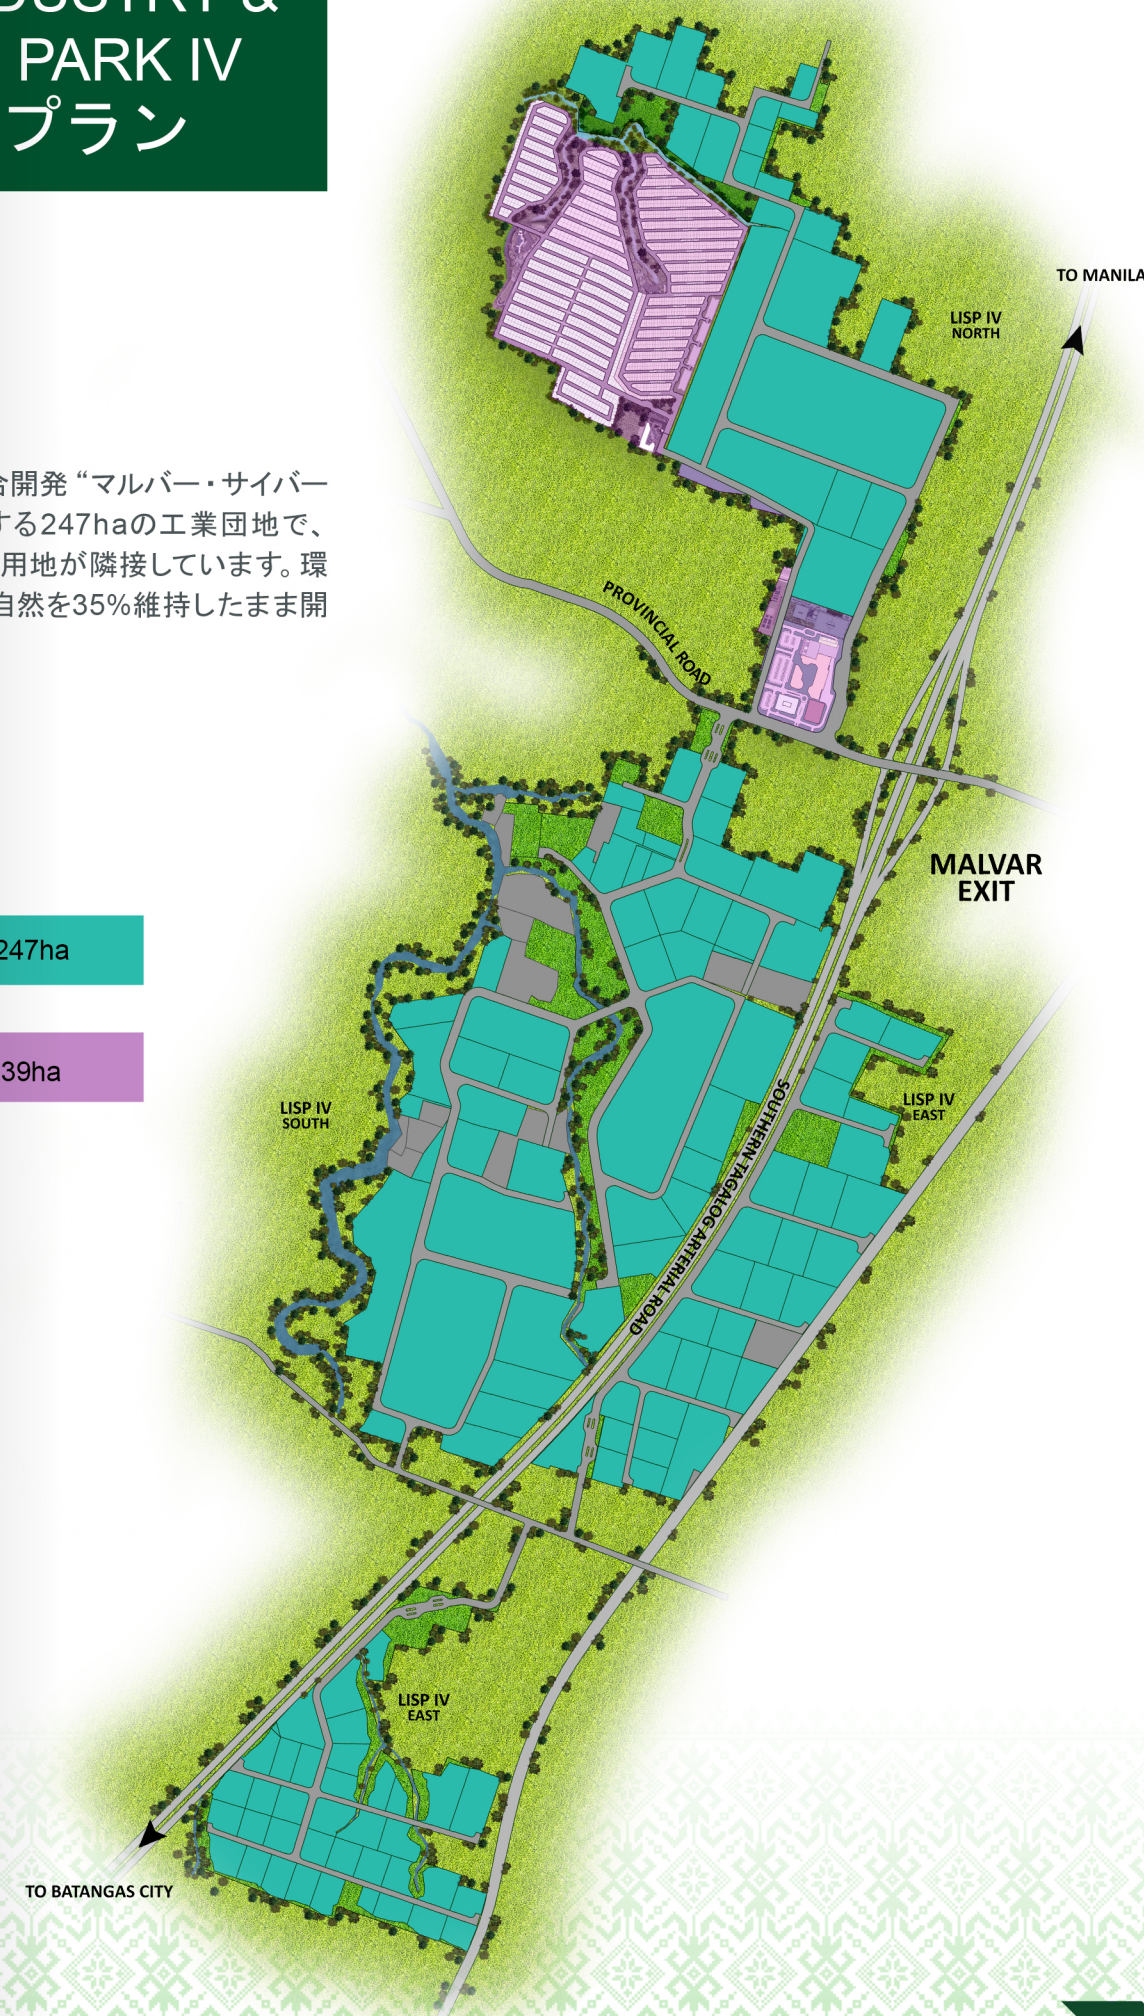 PARK IV
プラン
TO MANILA
LISP IV
NORTH
合開発“マルバー・サイバー
する247haの工業団地で、
用地が隣接しています。環
自然を35%維持したまま開
PROVINCIAL ROAD
MALVAR
EXIT
247ha
39ha
LISP IV
SOUTH
LISP IV
EAST
SOUTHERN TAGALOG ARTERIAL ROAD
LISP IV
EAST
TO BATANGAS CITY